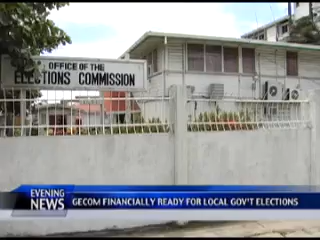 OFFICE OF THE
ELECTIONS COMMISSION
EVENING
NEWS
GECOM FINANCIALLY READY FOR LOCAL GOV'T ELECTIONS